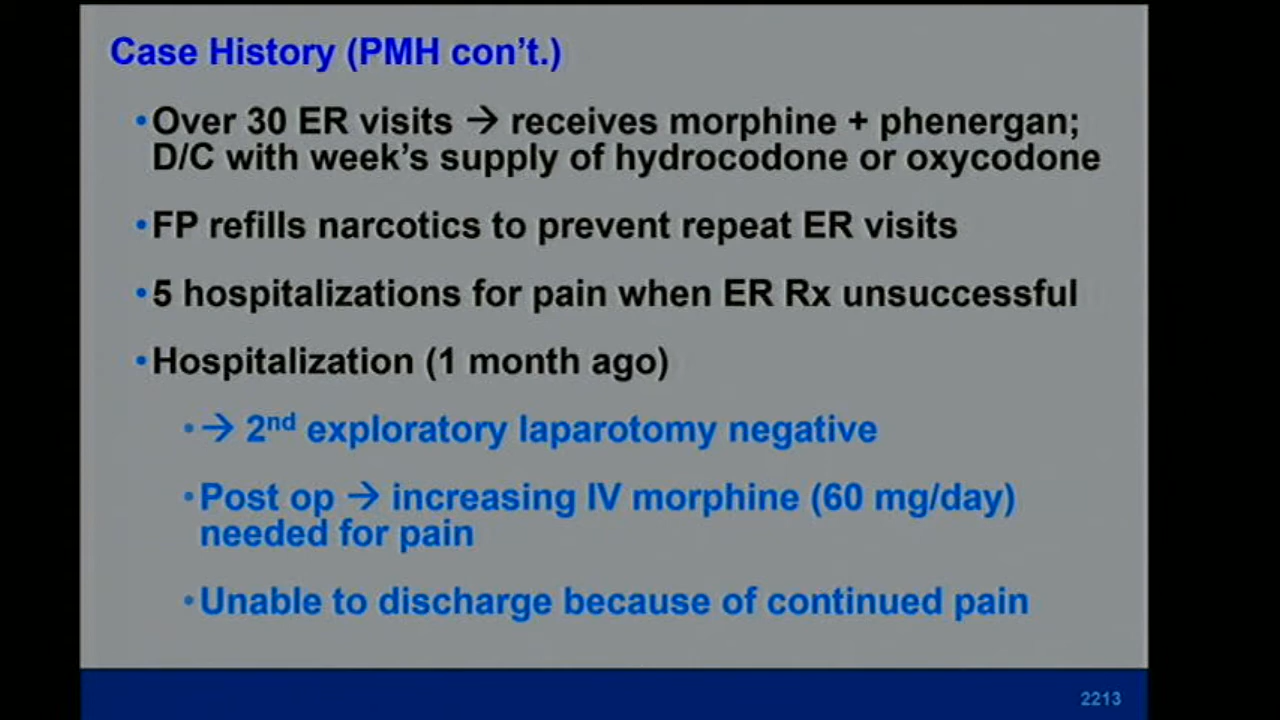 Case History (PMH con’t.)
•Over 30 ER visits → receives morphine + phenergan;
D/C with week’s supply of hydrocodone or oxycodone
•FP refills narcotics to prevent repeat ER visits
•5 hospitalizations for pain when ER Rx unsuccessful
•Hospitalization (1 month ago)
•→ 2nd exploratory laparotomy negative
•Post op → increasing IV morphine (60 mg/day)
needed for pain
•Unable to discharge because of continued pain
2213